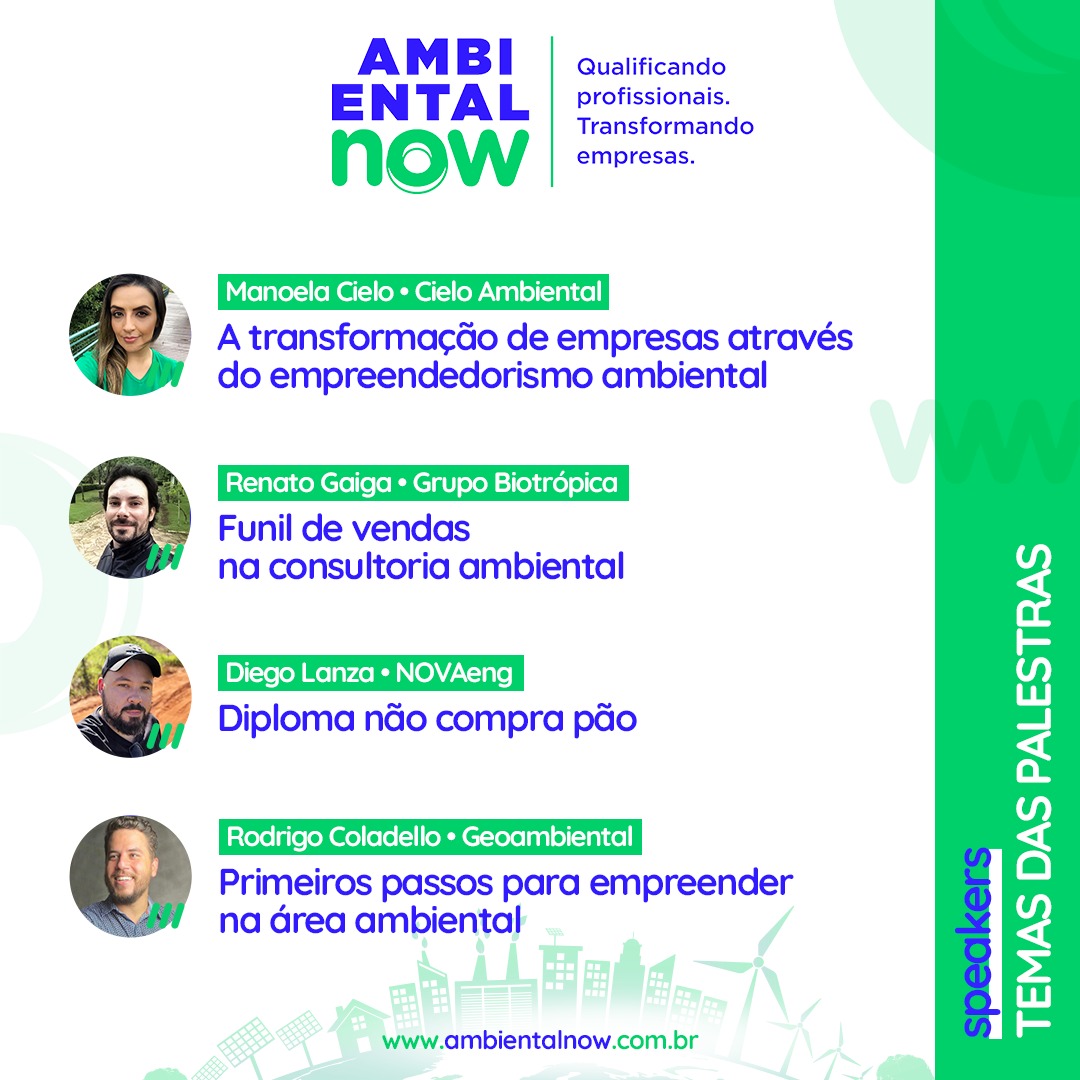 AMBI
ENTAL
now
Qualificando
profissionais.
Transformando
empresas.
Manoela Cielo • Cielo Ambiental
A transformação de empresas através
do empreendedorismo ambiental
Renato Gaiga • Grupo Biotrópica
Funil de vendas
na consultoria ambiental
Diego Lanza • NOVAeng
Diploma não compra pão
Rodrigo Coladello • Geoambiental
Primeiros passos para empreender
na área ambiental
www.ambientalnow.com.br
speakers
TEMAS DAS PALESTRAS